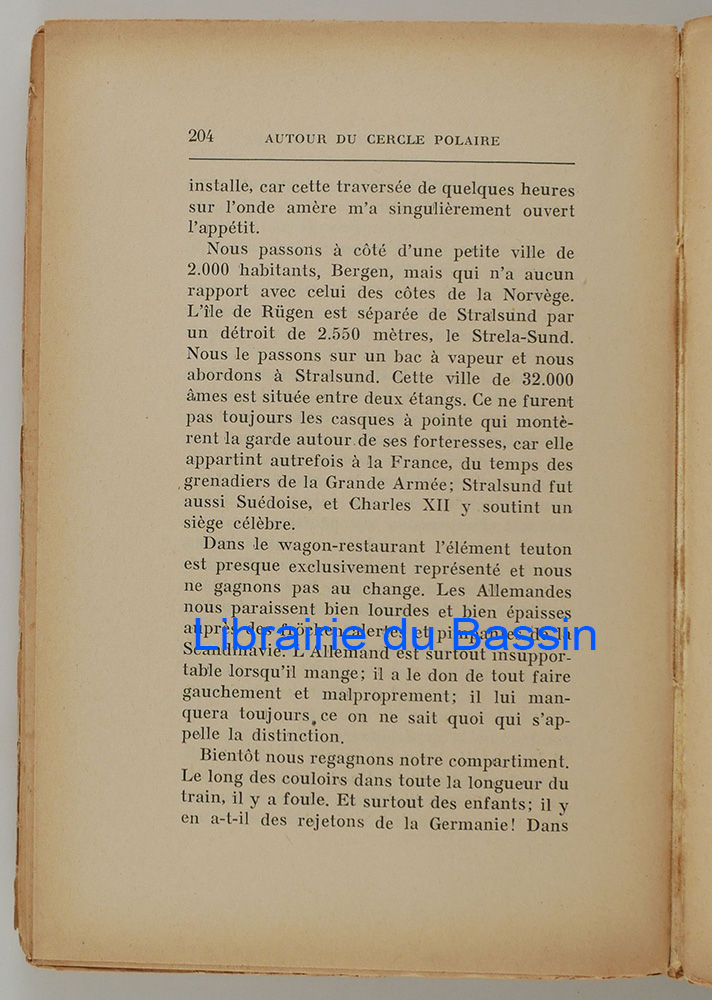 204 AUTOUR DU CERCLE POLAIRE
installe, car cette traversée de quelques heures
sur l'onde amère m'a singulièrement ouvert
l'appétit.
Nous passons à côté d'une petite ville de
2.000 habitants, Bergen, mais qui n'a aucun
rapport avec celui des côtes de la Norvège.
L'île de Rügen est séparée de Stralsund par
un détroit de 2.550 mètres, le Strela-Sund.
Nous le passons sur un bac à vapeur et nous
abordons à Stralsund. Cette ville de 32.000
âmes est située entre deux étangs. Ce ne furent
pas toujours les casques à pointe qui montè-
rent la garde autour de ses forteresses, car elle
appartint autrefois à la France, du temps des
grenadiers de la Grande Armée; Stralsund fut
aussi Suédoise, et Charles XII y soutint un
siège célèbre.
Dans le wagon-restaurant l'élément teuton
est presque exclusivement représenté et nous
ne gagnons pas au change. Les Allemandes
nous paraissent bien lourdes et bien épaisses
auprès des fröcken alertes et pimpantes de la
Librairie du Bassin
Scandinavie. L'Allemand est surtout insuppor-
table lorsqu'il mange; il a le don de tout faire
gauchement et malproprement; il lui man-
quera toujours ce on ne sait quoi qui s'ap-
pelle la distinction.
Bientôt nous regagnons notre compartiment.
Le long des couloirs dans toute la longueur du
train, il y a foule. Et surtout des enfants; il y
en a-t-il des rejetons de la Germanie! Dans